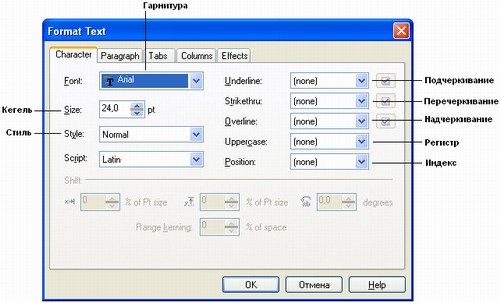 Гарнитура
Format Text
Character Paragraph Tabs Columns Effects
Font: Arial Underline: (none) Подчеркивание
Strikethru: (none) Перечеркивание
Кегель Size: 24,0 pt Overline: (none) Надчеркивание
Стиль Style: Normal Uppercase: (none) Регистр
Script: Latin Position: (none) Индекс
Shift
0 % of Pt size 0 % of Pt size 0,0 degrees
Range kerning: 0 % of space
OK Отмена Help